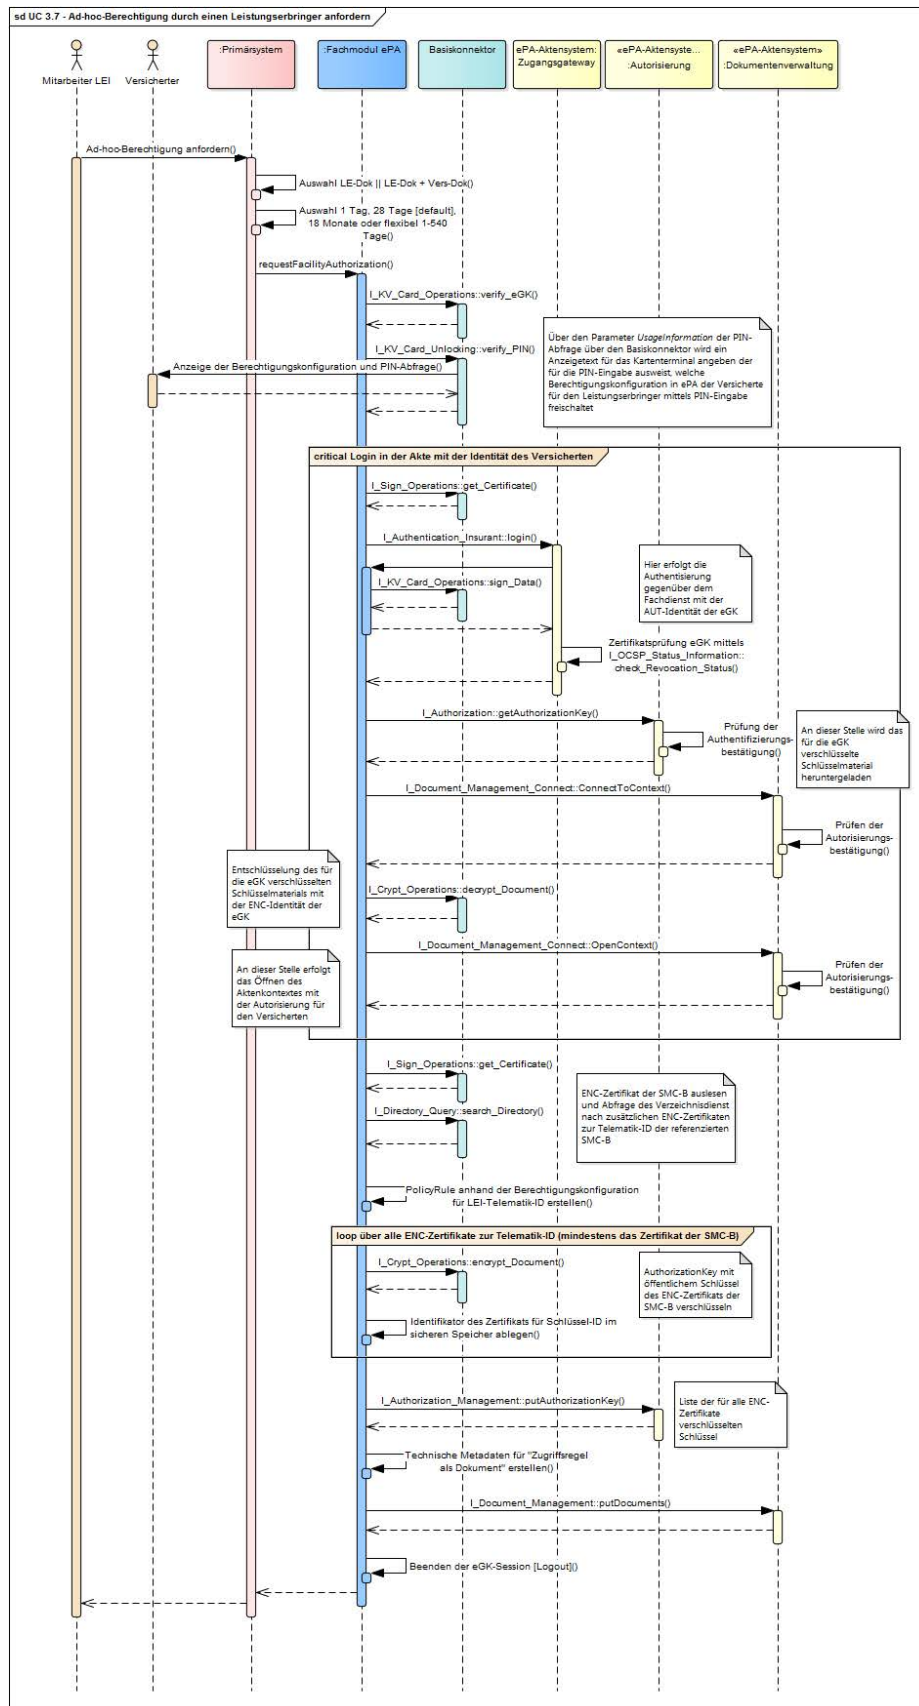 sd UC 3.7 - Ad-hoc-Berechtigung durch einen Leistungserbringer anfordern
Mitarbeiter LEI
Versicherter
:Primärsystem
:Fachmodul ePA
Basiskonnektor
ePA-Aktensystem:
Zugangsgateway
«ePA-Aktensyste...
:Autorisierung
«ePA-Aktensystem»
:Dokumentenverwaltung
Ad-hoc-Berechtigung anfordern()
Auswahl LE-Dok || LE-Dok + Vers-Dok()
Auswahl 1 Tag, 28 Tage [default],
18 Monate oder flexibel 1-540
Tage()
requestFacilityAuthorization()
I_KV_Card_Operations::verify_eGK()
I_KV_Card_Unlocking::verify_PIN()
Anzeige der Berechtigungskonfiguration und PIN-Abfrage()
Über den Parameter UsageInformation der PIN-
Abfrage über den Basiskonnektor wird ein
Anzeigetext für das Kartenterminal angeben der
für die PIN-Eingabe ausweist, welche
Berechtigungskonfiguration in ePA der Versicherte
für den Leistungserbringer mittels PIN-Eingabe
freischaltet
critical Login in der Akte mit der Identität des Versicherten
I_Sign_Operations::get_Certificate()
I_Authentication_Insurant::login()
I_KV_Card_Operations::sign_Data()
Hier erfolgt die
Authentisierung
gegenüber dem
Fachdienst mit der
AUT-Identität der eGK
Zertifikatsprüfung eGK mittels
I_OCSP_Status_Information::
check_Revocation_Status()
I_Authorization::getAuthorizationKey()
Prüfung der
Authentifizierungs-
bestätigung()
An dieser Stelle wird das
für die eGK
verschlüsselte
Schlüsselmaterial
heruntergeladen
I_Document_Management_Connect::ConnectToContext()
Prüfen der
Autorisierungs-
bestätigung()
Entschlüsselung des für
die eGK verschlüsselten
Schlüsselmaterials mit
der ENC-Identität der
eGK
I_Crypt_Operations::decrypt_Document()
I_Document_Management_Connect::OpenContext()
An dieser Stelle erfolgt
das Öffnen des
Aktenkontextes mit
der Autorisierung für
den Versicherten
Prüfen der
Autorisierungs-
bestätigung()
I_Sign_Operations::get_Certificate()
I_Directory_Query::search_Directory()
ENC-Zertifikat der SMC-B auslesen
und Abfrage des Verzeichnisdienst
nach zusätzlichen ENC-Zertifikaten
zur Telematik-ID der referenzierten
SMC-B
PolicyRule anhand der Berechtigungskonfiguration
für LEI-Telematik-ID erstellen()
loop über alle ENC-Zertifikate zur Telematik-ID (mindestens das Zertifikat der SMC-B)
I_Crypt_Operations::encrypt_Document()
AuthorizationKey mit
öffentlichem Schlüssel
des ENC-Zertifikats der
SMC-B verschlüsseln
Identifikator des Zertifikats für Schlüssel-ID im
sicheren Speicher ablegen()
I_Authorization_Management::putAuthorizationKey()
Liste der für alle ENC-
Zertifikate
verschlüsselten
Schlüssel
Technische Metadaten für "Zugriffsregel
als Dokument" erstellen()
I_Document_Management::putDocuments()
Beenden der eGK-Session [Logout]()